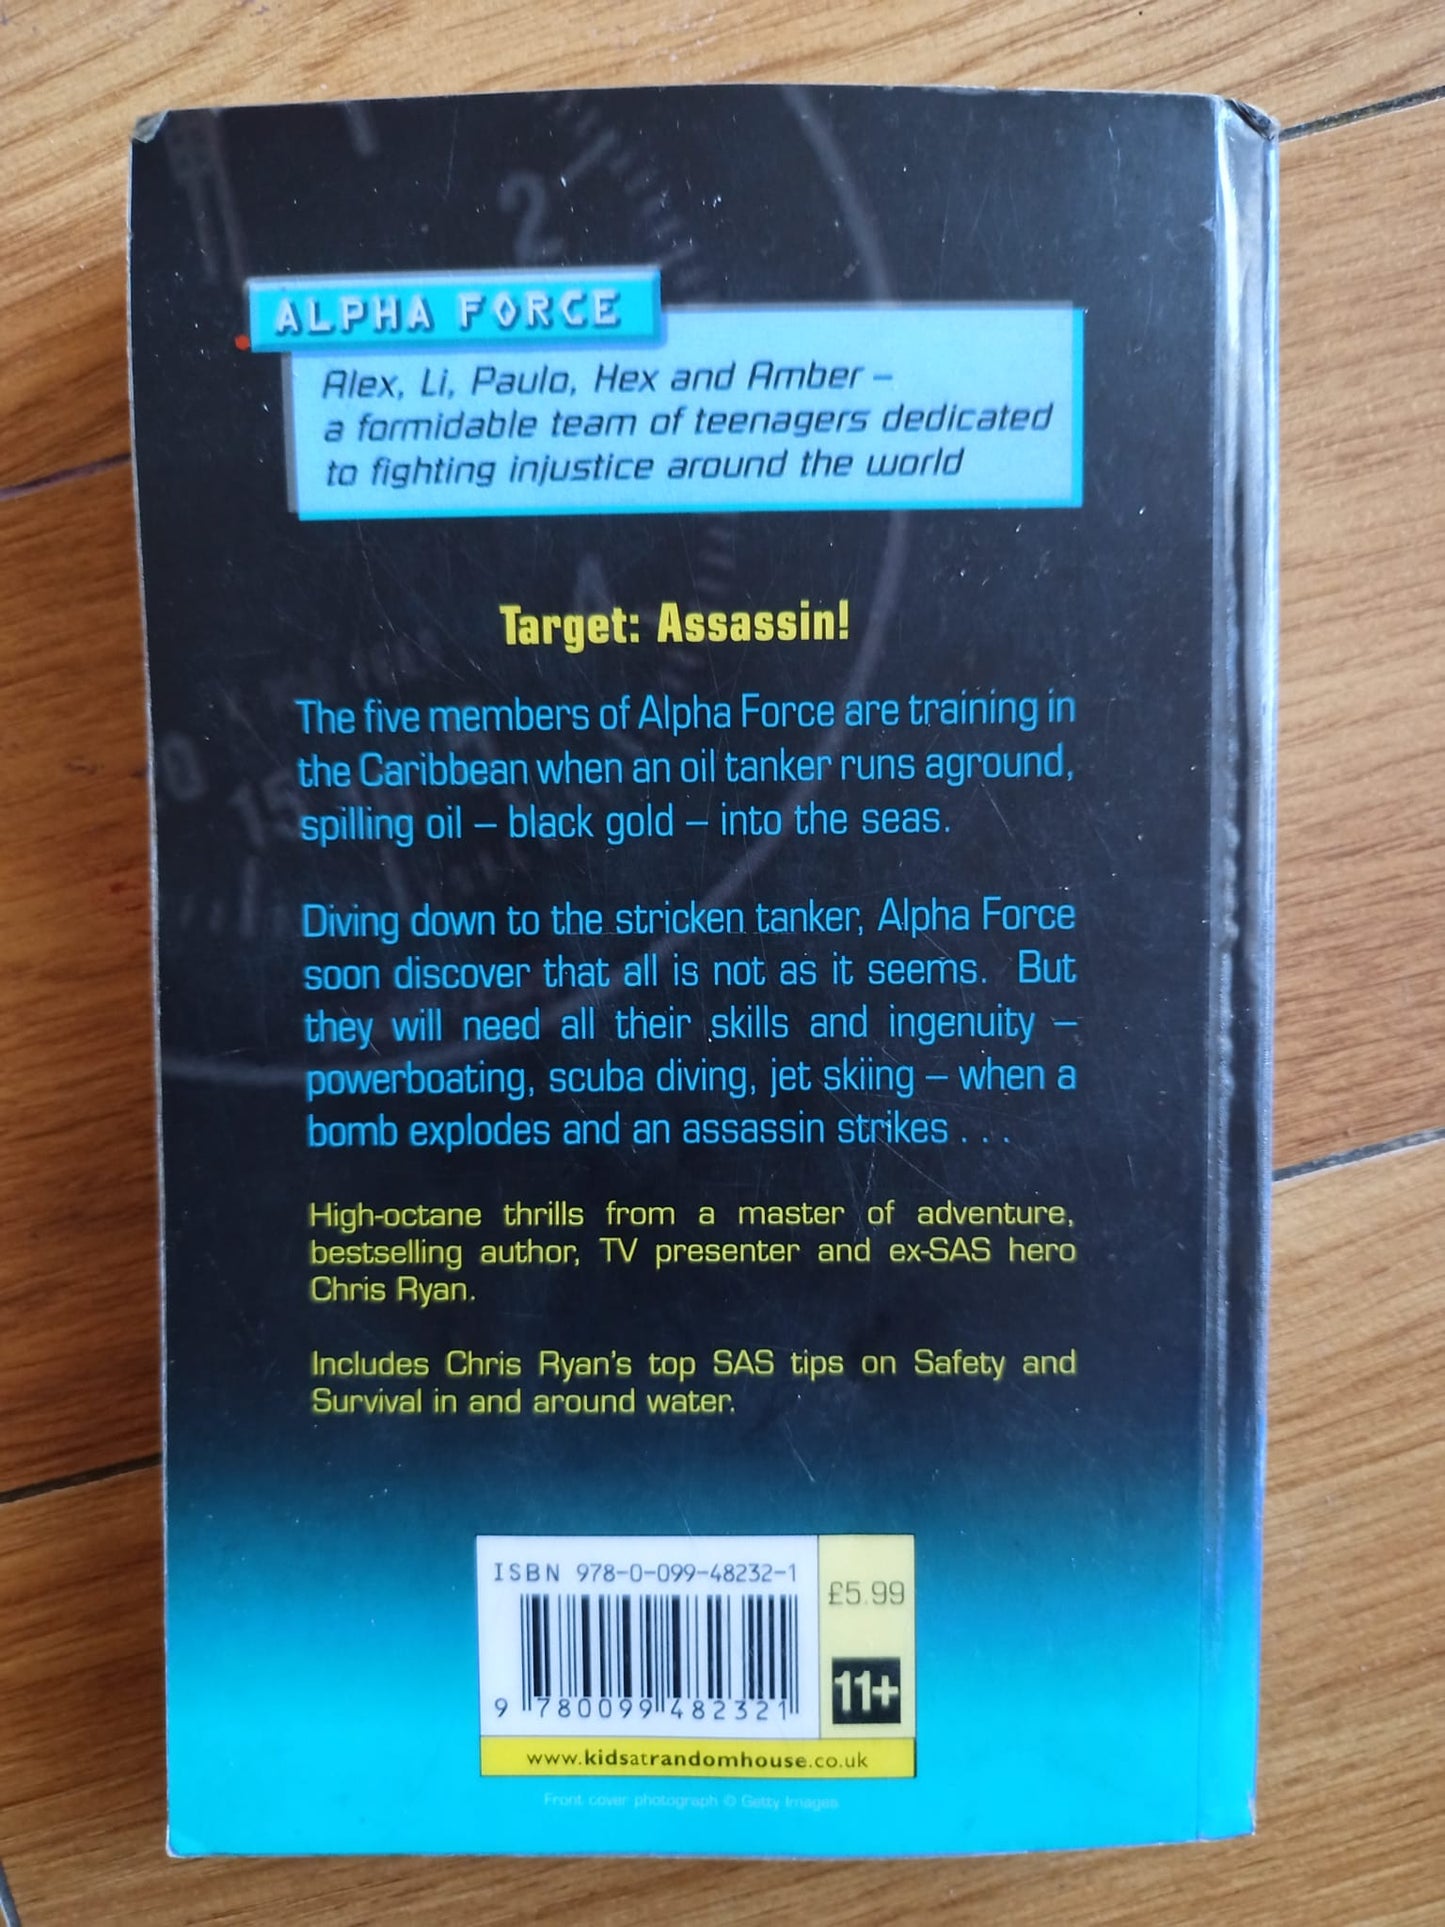 ALPHA FORCE
Alex, Li, Paulo, Hex and Amber –
a formidable team of teenagers dedicated
to fighting injustice around the world
Target: Assassin!
The five members of Alpha Force are training in
the Caribbean when an oil tanker runs aground,
spilling oil – black gold – into the seas.
Diving down to the stricken tanker, Alpha Force
soon discover that all is not as it seems. But
they will need all their skills and ingenuity –
powerboating, scuba diving, jet skiing – when a
bomb explodes and an assassin strikes . . .
High-octane thrills from a master of adventure,
bestselling author, TV presenter and ex-SAS hero
Chris Ryan.
Includes Chris Ryan's top SAS tips on Safety and
Survival in and around water.
ISBN 978-0-099-48232-1
£5.99
11+
9 780099 482321
www.kidsatrandomhouse.co.uk
Front cover photograph © Getty Images